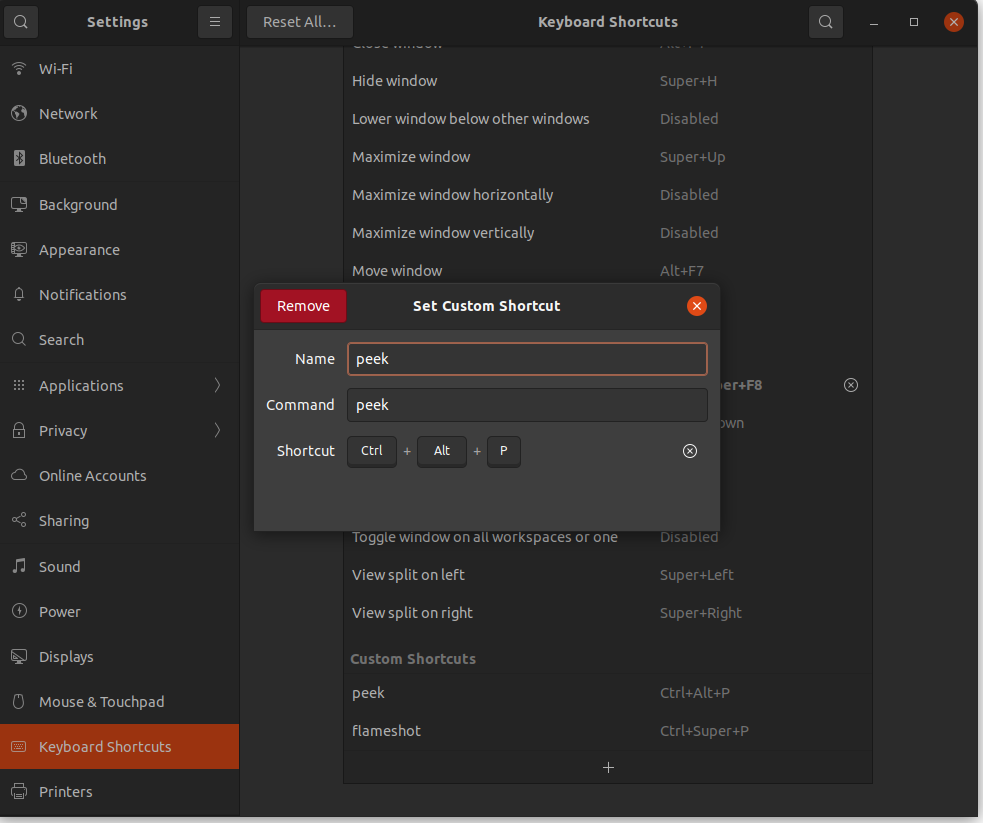 Settings
Reset All...
Keyboard Shortcuts
Wi-Fi
Network
Bluetooth
Background
Appearance
Notifications
Search
Applications
Privacy
Online Accounts
Sharing
Sound
Power
Displays
Mouse & Touchpad
Keyboard Shortcuts
Printers
Close window
Hide window Super+H
Lower window below other windows Disabled
Maximize window Super+Up
Maximize window horizontally Disabled
Maximize window vertically Disabled
Move window Alt+F7
Remove
Set Custom Shortcut
Name peek
Command peek
Shortcut Ctrl + Alt + P
er+F8
own
Toggle window on all workspaces or one Disabled
View split on left Super+Left
View split on right Super+Right
Custom Shortcuts
peek Ctrl+Alt+P
flameshot Ctrl+Super+P